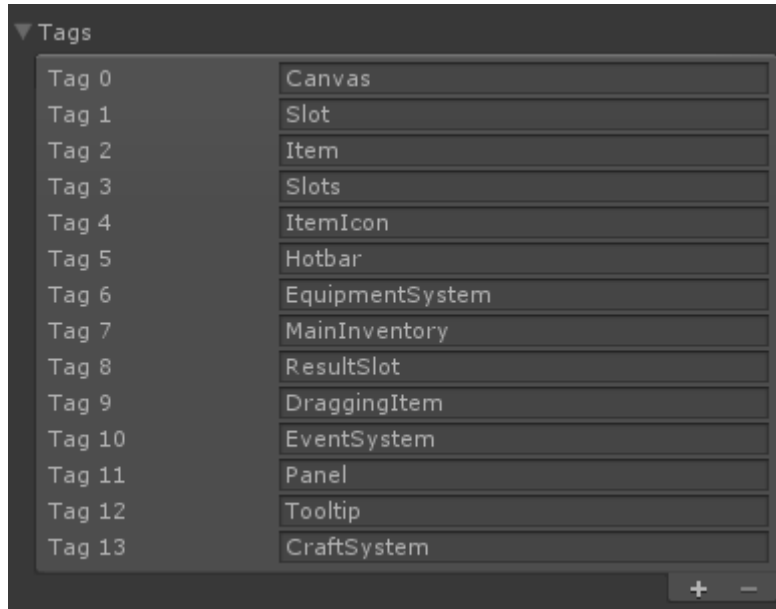 Tags
Tag 0 Canvas
Tag 1 Slot
Tag 2 Item
Tag 3 Slots
Tag 4 ItemIcon
Tag 5 Hotbar
Tag 6 EquipmentSystem
Tag 7 MainInventory
Tag 8 ResultSlot
Tag 9 DraggingItem
Tag 10 EventSystem
Tag 11 Panel
Tag 12 Tooltip
Tag 13 CraftSystem
+ −